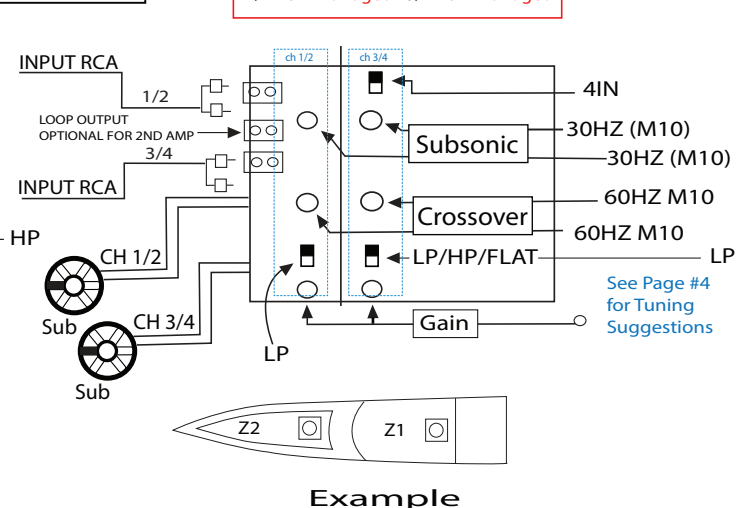 ch 1/2
ch 3/4
INPUT RCA
1/2
4IN
LOOP OUTPUT
OPTIONAL FOR 2ND AMP
30HZ (M10)
Subsonic
30HZ (M10)
3/4
INPUT RCA
60HZ M10
Crossover
60HZ M10
HP
CH 1/2
LP/HP/FLAT
LP
See Page #4
for Tuning
Suggestions
Sub
CH 3/4
Gain
LP
Sub
Z2
Z1
Example